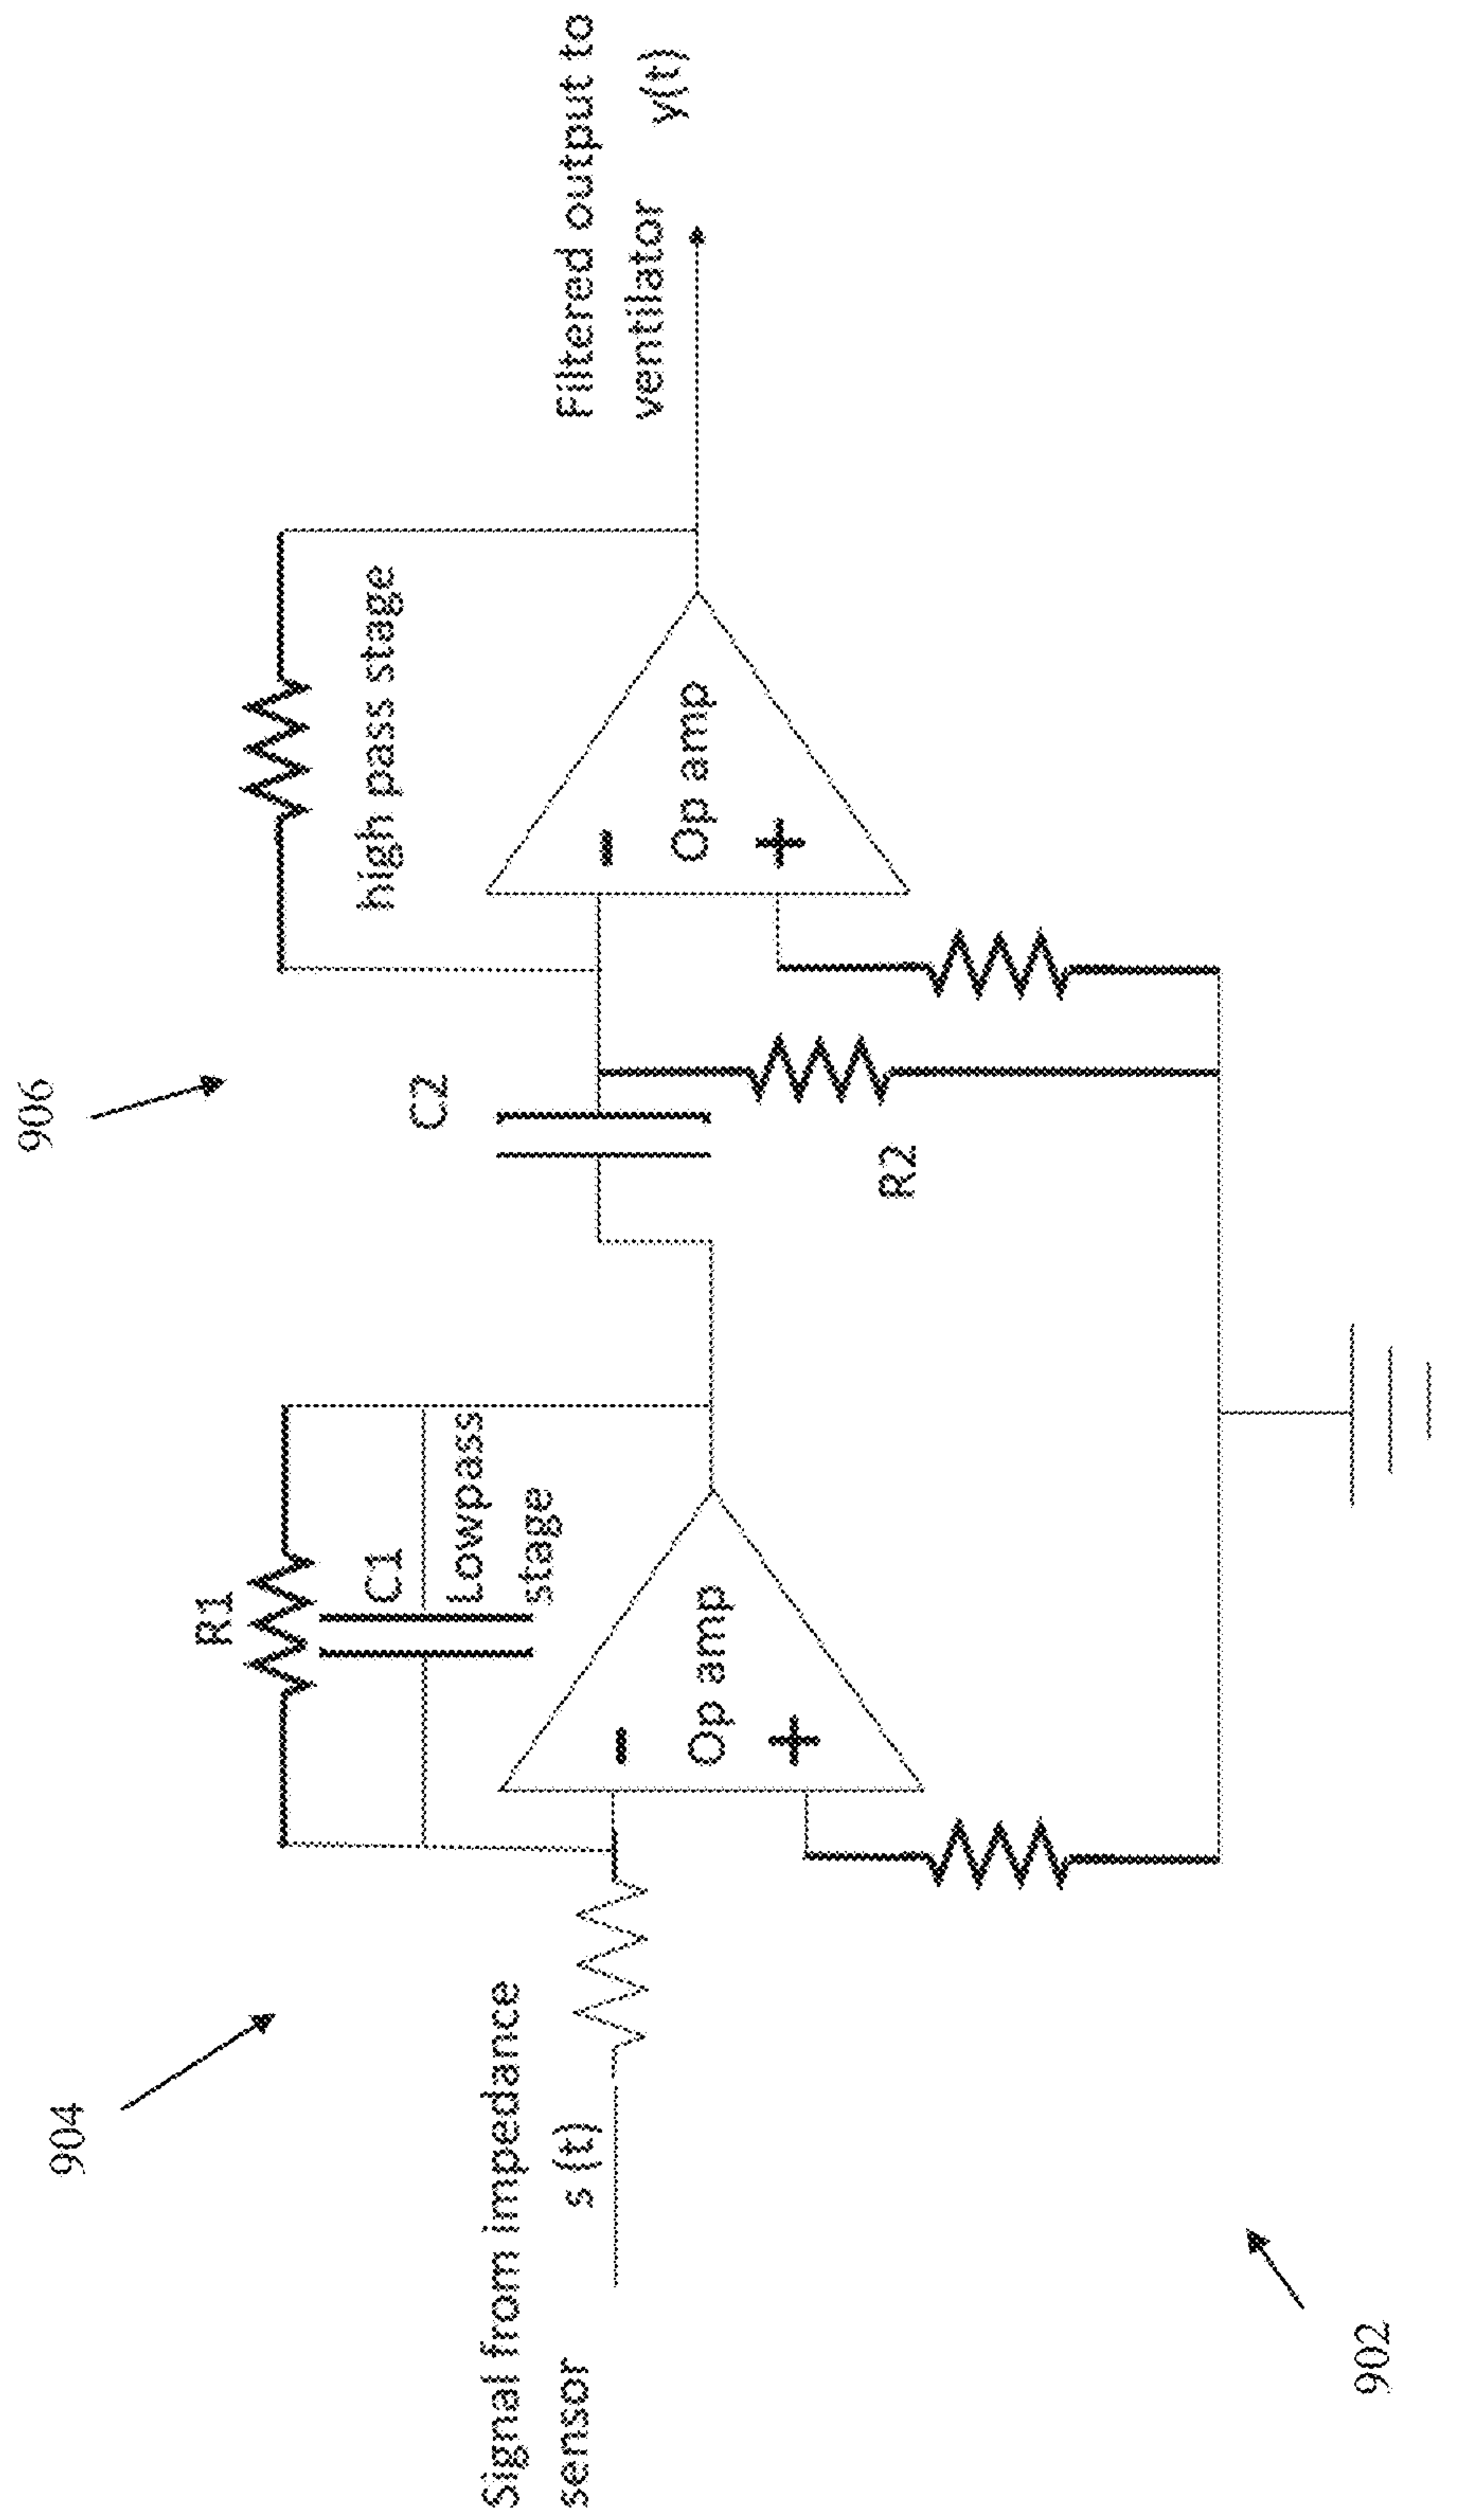 906
904
R1
C1
Lowpass
stage
C2
high pass stage
Filtered output to
ventilator y(t)
Signal from impedance
sensor s (t)
-
Op amp
+
-
Op amp
+
R2
902